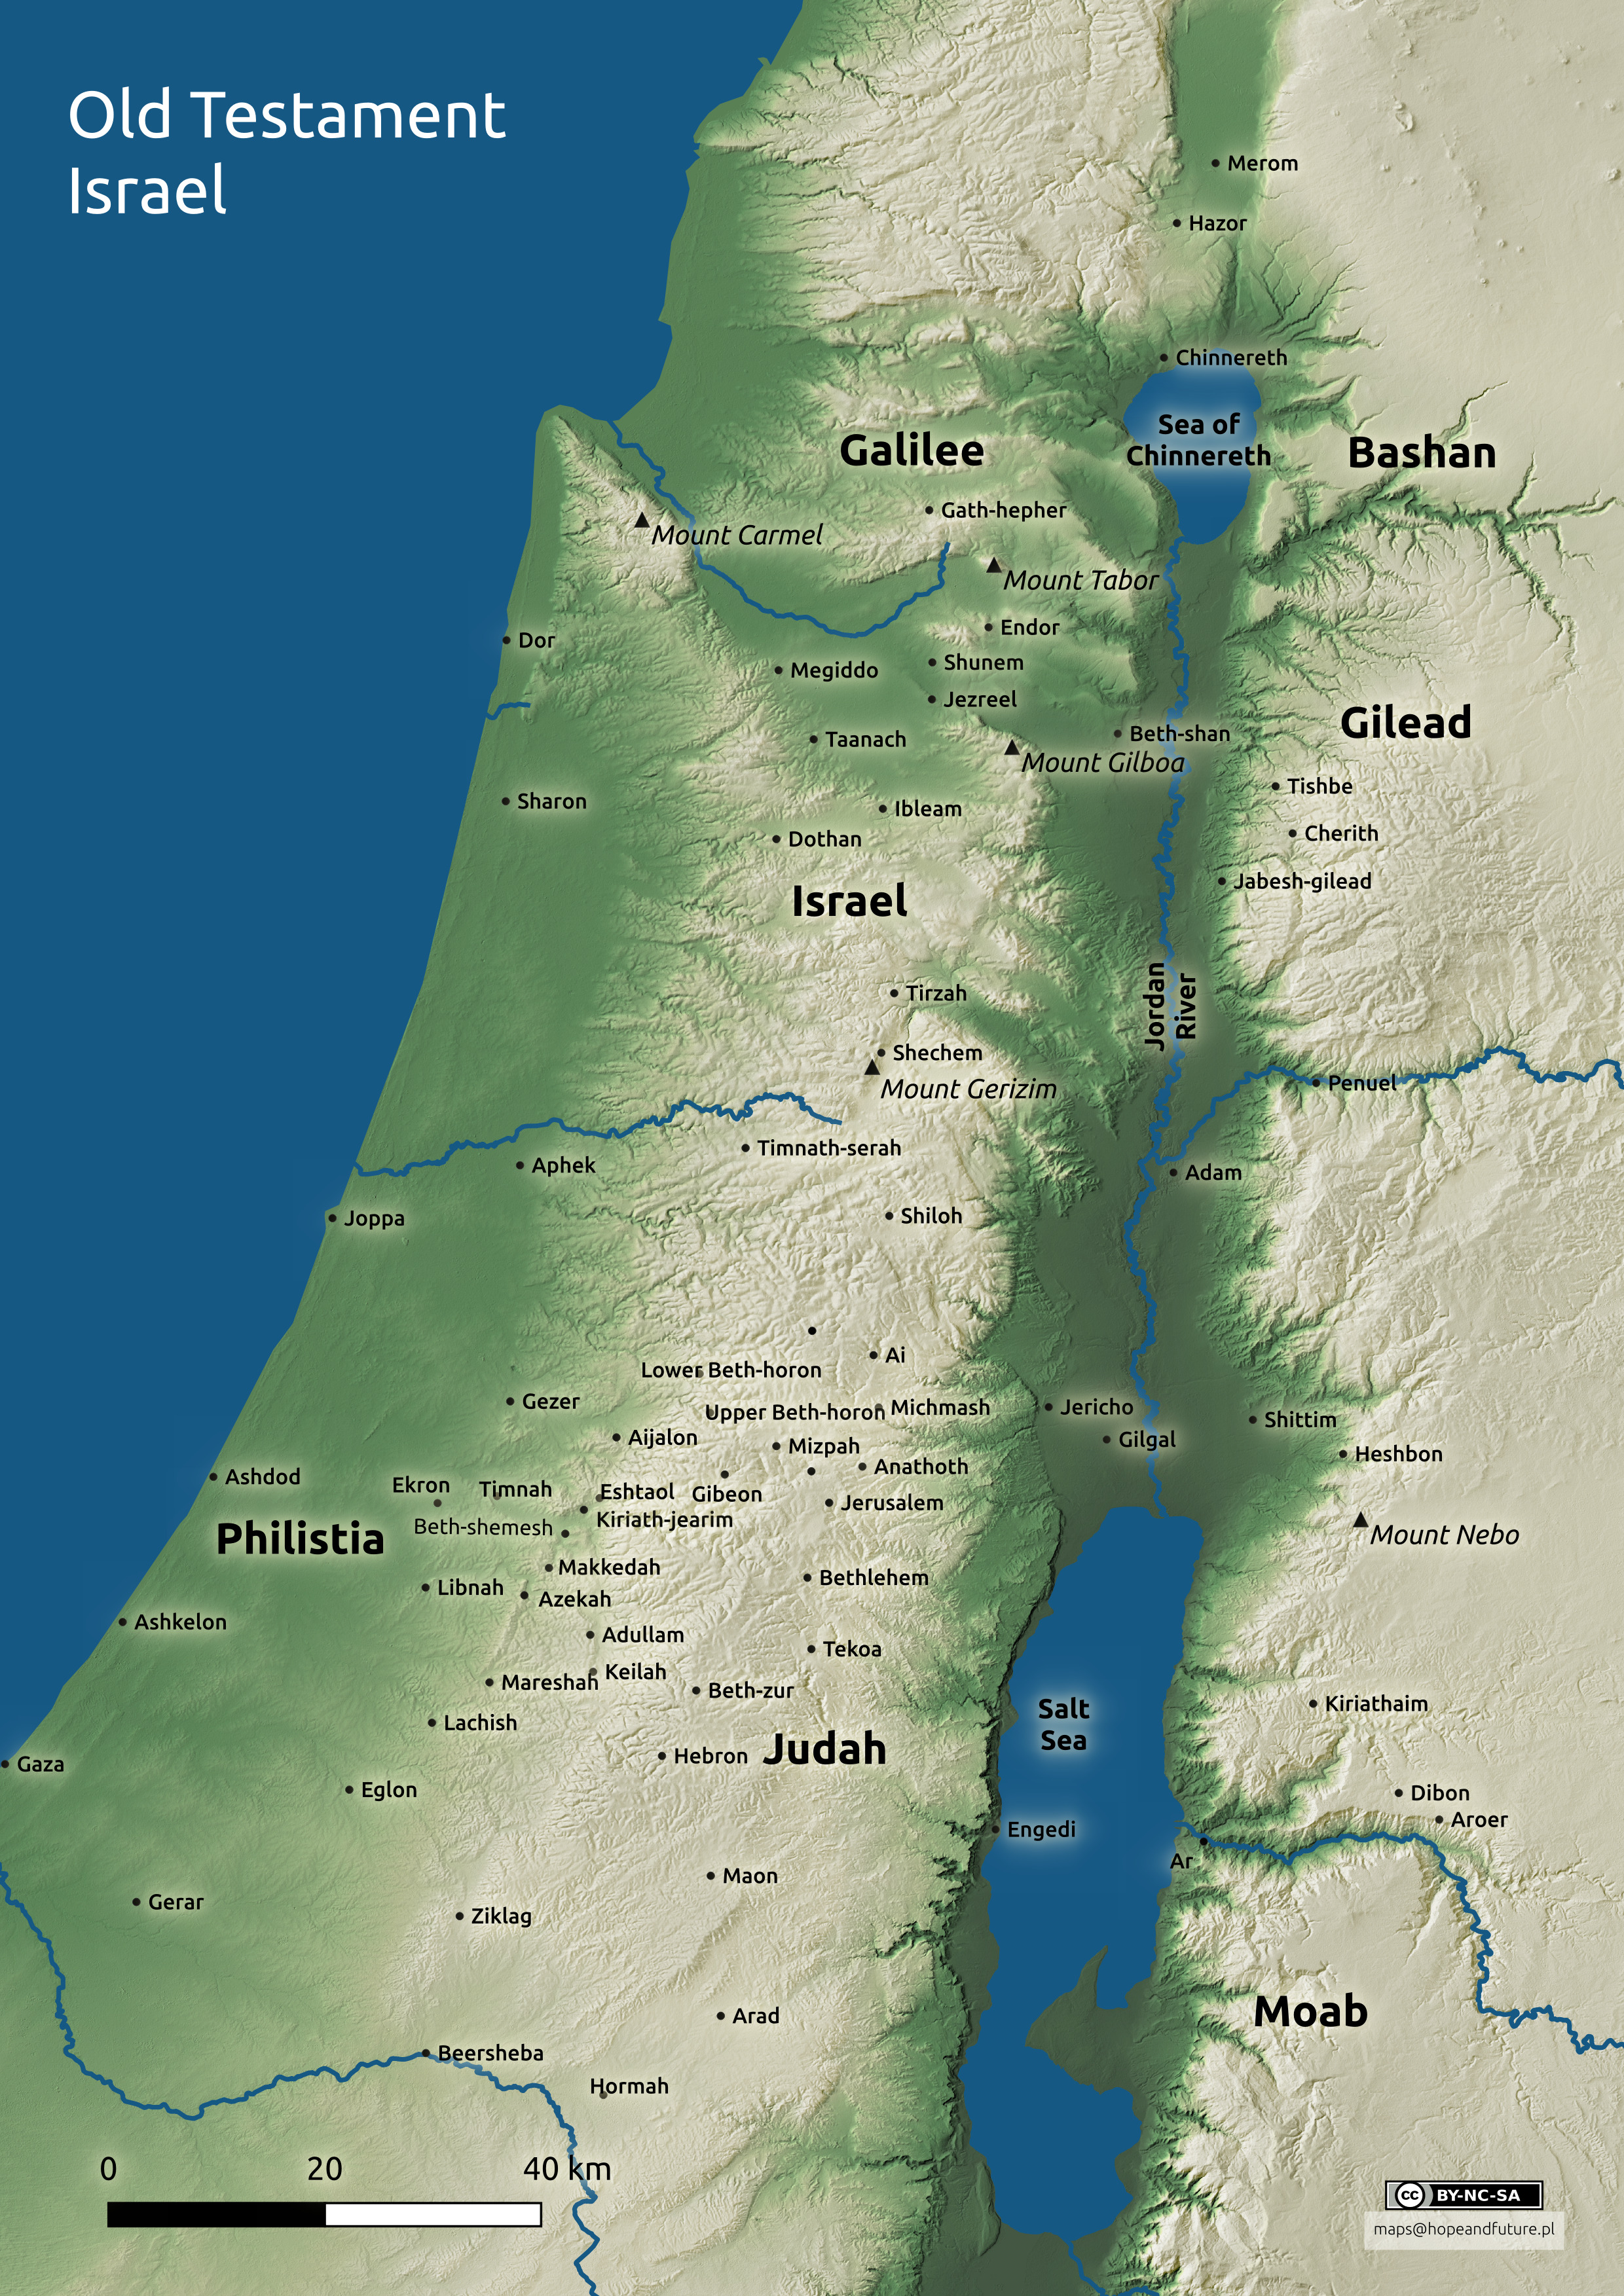 Old Testament
Israel
Merom
Hazor
Chinnereth
Sea of
Chinnereth
Galilee
Bashan
Gath-hepher
Mount Carmel
Mount Tabor
Endor
Dor
Shunem
Megiddo
Jezreel
Gilead
Beth-shan
Taanach
Mount Gilboa
Tishbe
Sharon
Ibleam
Cherith
Dothan
Jabesh-gilead
Israel
Tirzah
Jordan
River
Shechem
Penuel
Mount Gerizim
Timnath-serah
Aphek
Adam
Shiloh
Joppa
Ai
Lower Beth-horon
Gezer
Michmash
Jericho
Upper Beth-horon
Shittim
Aijalon
Gilgal
Mizpah
Heshbon
Anathoth
Ashdod
Ekron
Timnah
Eshtaol
Gibeon
Jerusalem
Kiriath-jearim
Beth-shemesh
Philistia
Mount Nebo
Makkedah
Bethlehem
Libnah
Azekah
Ashkelon
Adullam
Tekoa
Keilah
Mareshah
Beth-zur
Kiriathaim
Salt
Sea
Lachish
Judah
Hebron
Gaza
Eglon
Dibon
Aroer
Engedi
Ar
Maon
Gerar
Ziklag
Moab
Arad
Beersheba
Hormah
0 20 40 km
cc BY-NC-SA
maps@hopeandfuture.pl